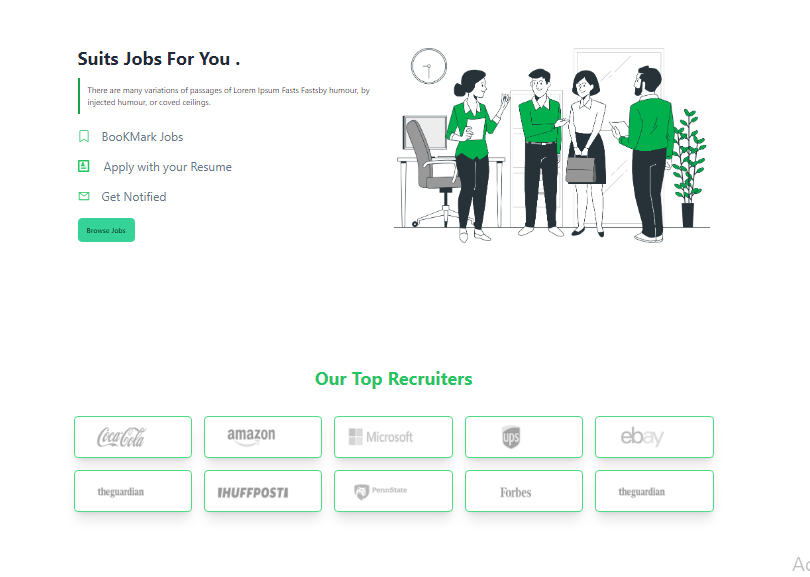 Suits Jobs For You .
There are many variations of passages of Lorem Ipsum Fasts Fastsby humour, by
injected humour, or coved ceilings.
BooKMark Jobs
Apply with your Resume
Get Notified
Browse Jobs
Our Top Recruiters
Coca-Cola
amazon
Microsoft
ups
ebay
theguardian
HUFFPOST
PennState
Forbes
theguardian